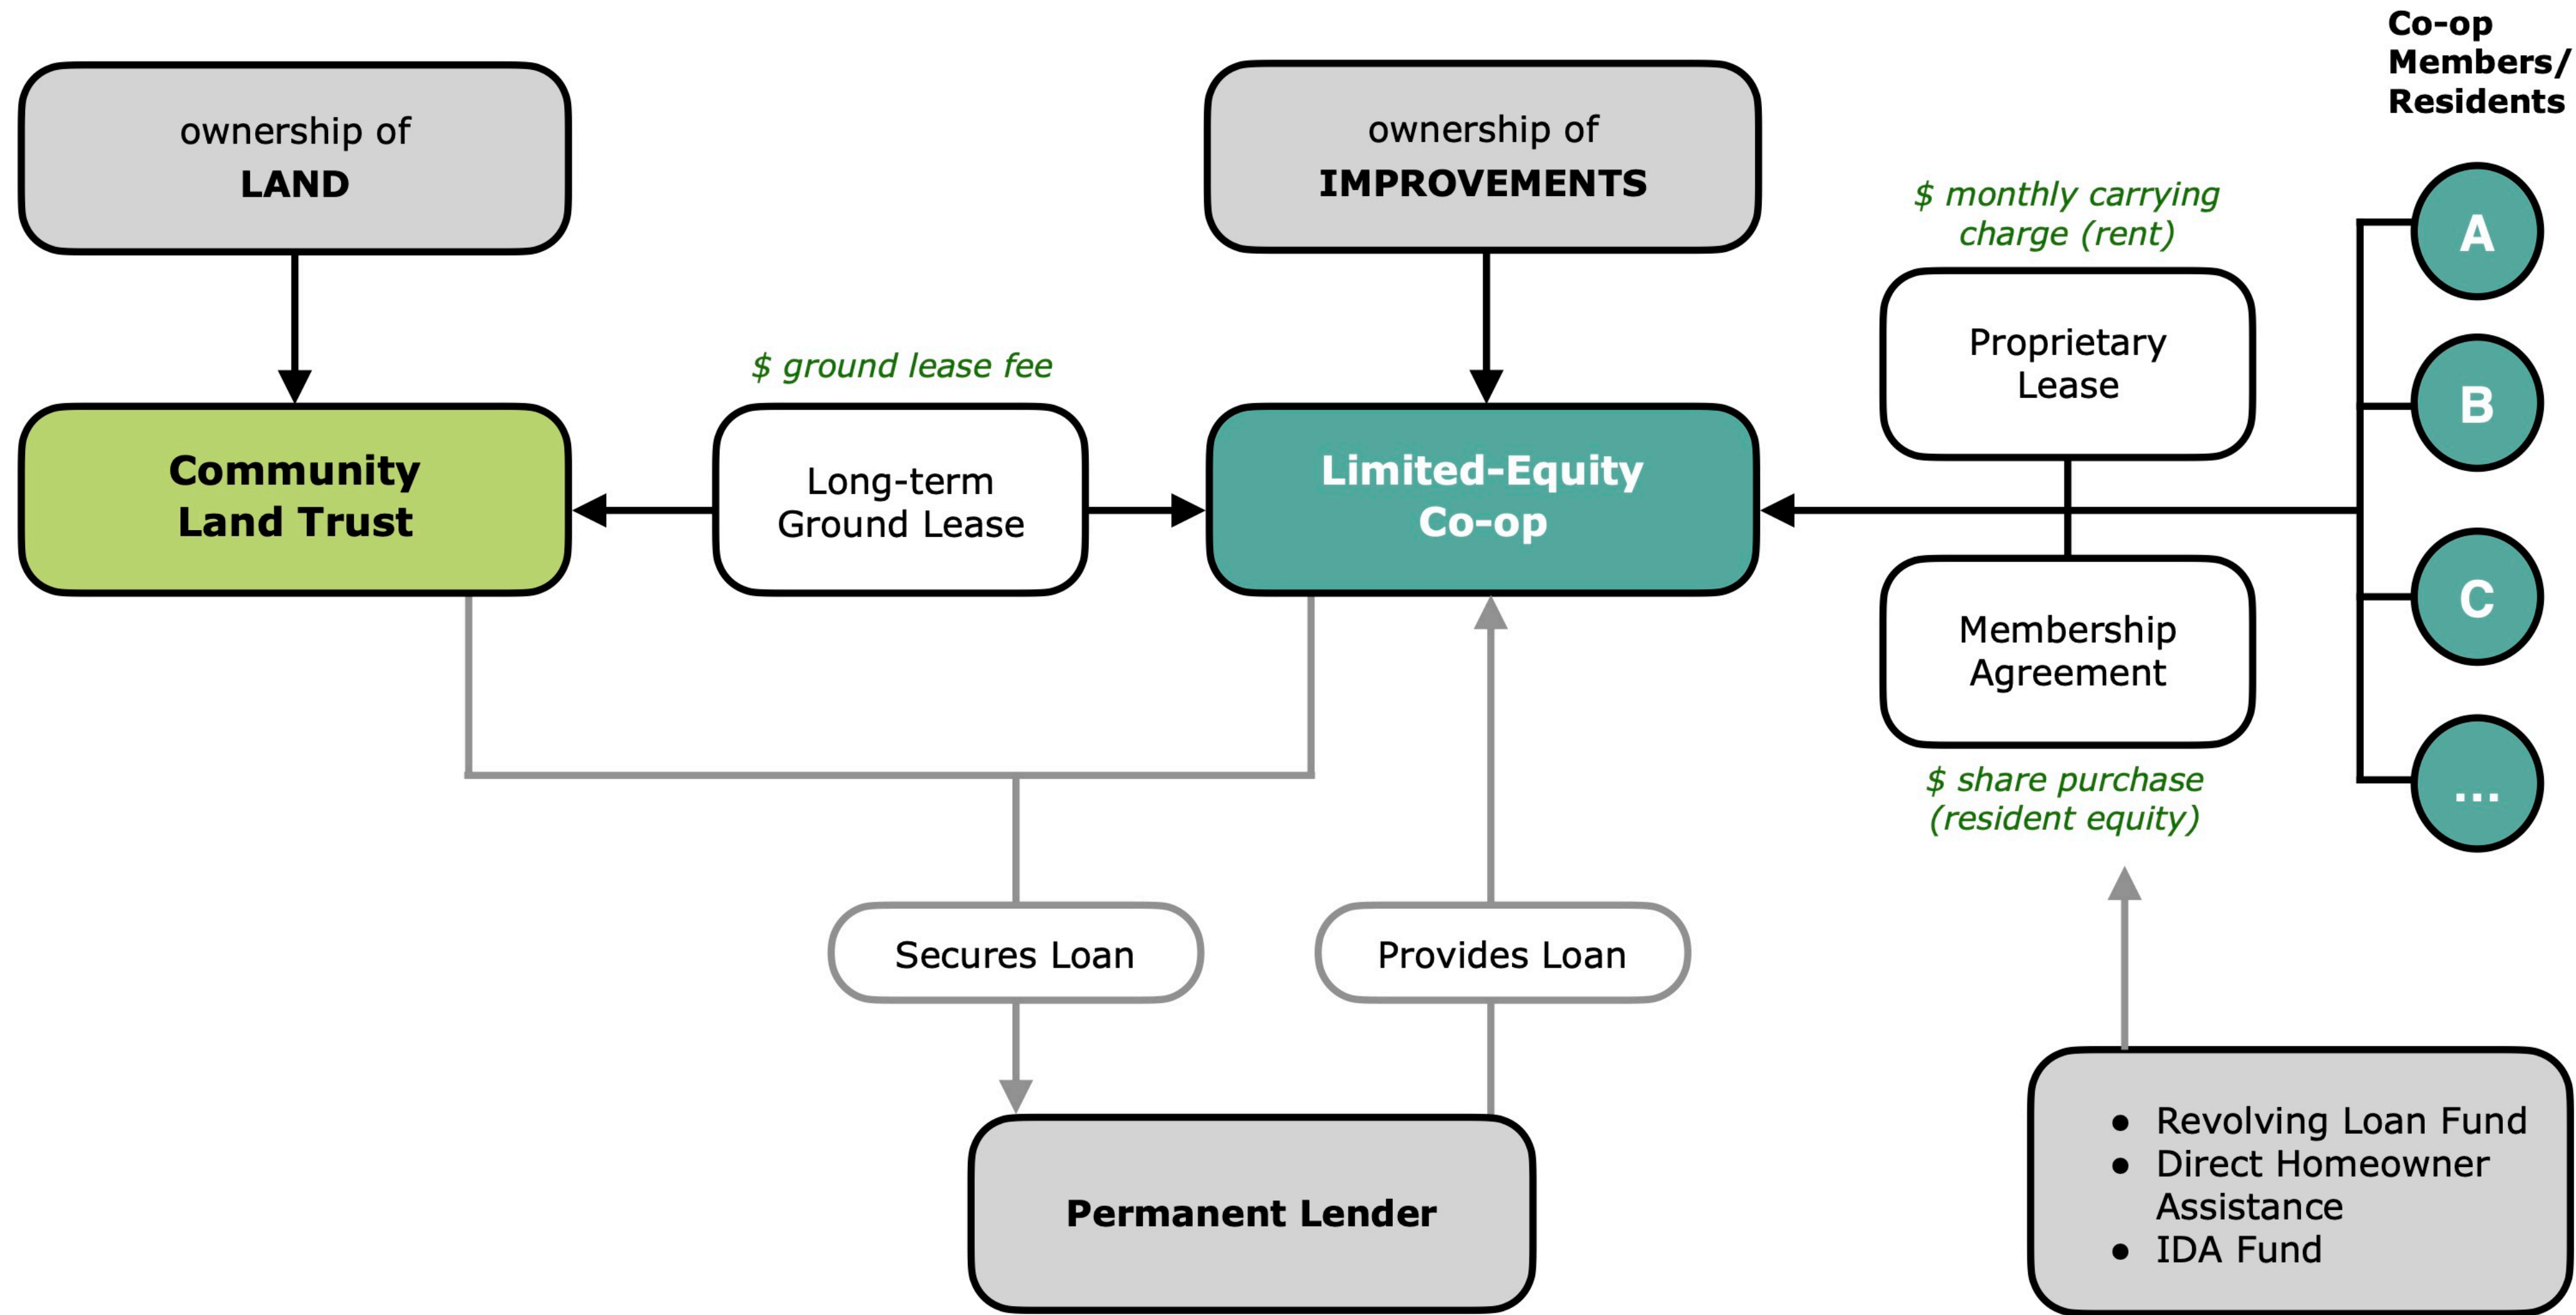 Co-op
Members/
Residents
ownership of
LAND
ownership of
IMPROVEMENTS
$ monthly carrying
charge (rent)
A
Proprietary
Lease
B
$ ground lease fee
Community
Land Trust
Long-term
Ground Lease
Limited-Equity
Co-op
C
Membership
Agreement
$ share purchase
(resident equity)
...
Secures Loan
Provides Loan
Permanent Lender
● Revolving Loan Fund
● Direct Homeowner
Assistance
● IDA Fund